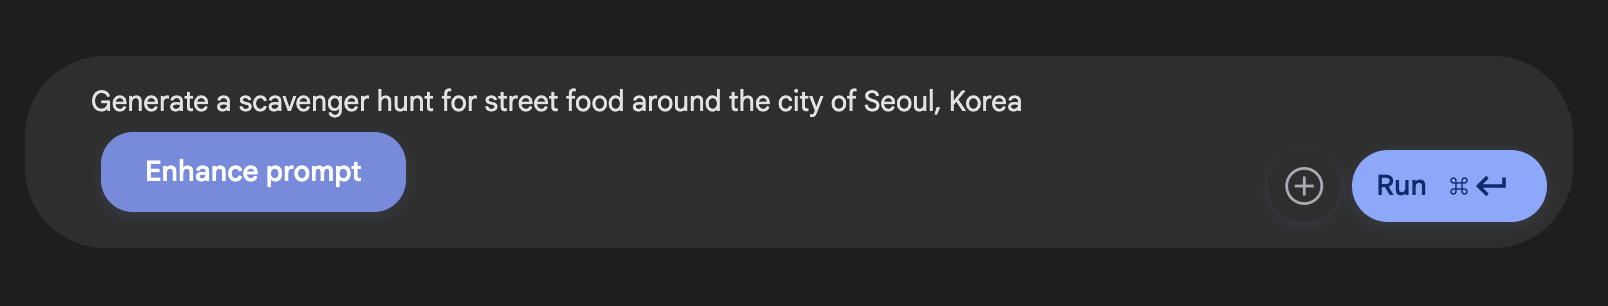 Generate a scavenger hunt for street food around the city of Seoul, Korea
Enhance prompt
Run ⌘ ↵